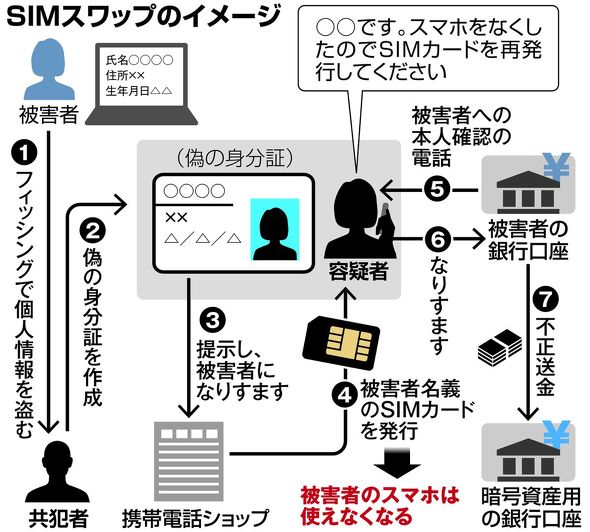 SIMスワップのイメージ
氏名〇〇〇〇
住所××
生年月日△△
被害者
〇〇です。スマホをなくし
たのでSIMカードを再発
行してください
❶フィッシングで個人情報を盗む
❷偽の身分証を作成
(偽の身分証)
〇〇〇〇
××
△/△/△
容疑者
被害者への
本人確認の
電話
❺
❻なりすます
¥
被害者の
銀行口座
❸
提示し、
被害者に
なりすます
❹
被害者名義
のSIMカード
を発行
❼不正送金
被害者のスマホは
使えなくなる
共犯者
携帯電話ショップ
¥
暗号資産用
の銀行口座